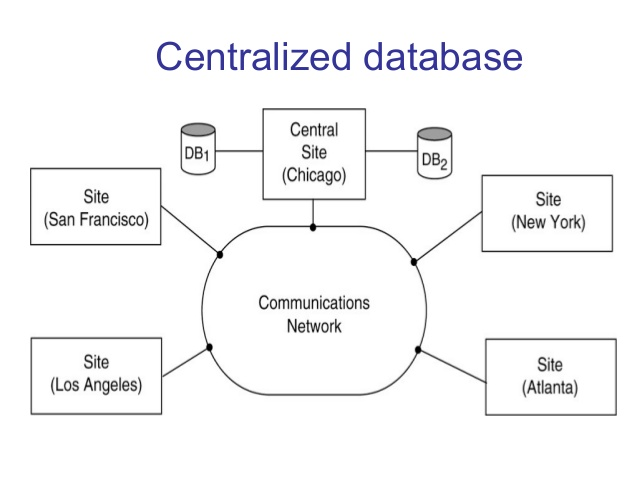 Centralized database
DB1
Central
Site
(Chicago)
DB2
Site
(San Francisco)
Site
(New York)
Communications
Network
Site
(Los Angeles)
Site
(Atlanta)